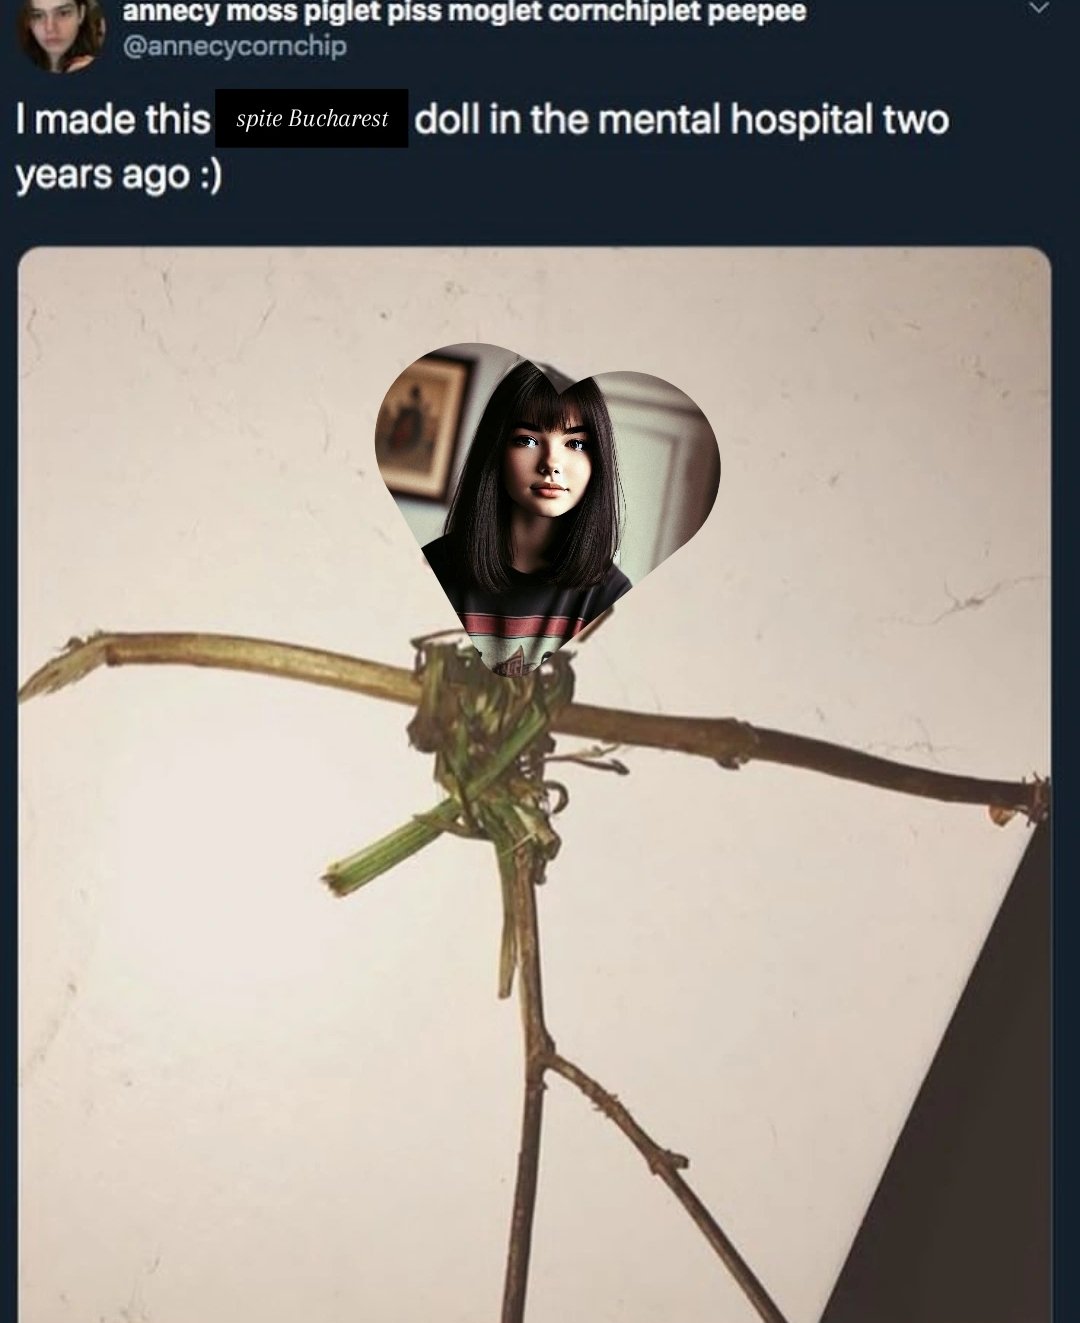 annecy moss piglet piss moglet cornchiplet peepee
@annecycornchip
I made this spite Bucharest doll in the mental hospital two
years ago :)